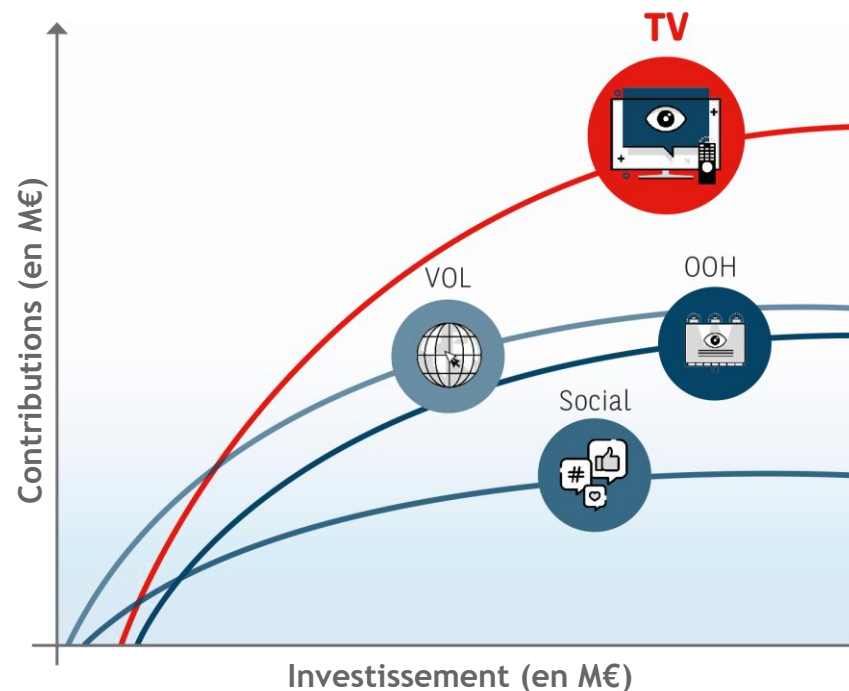 TV
VOL
OOH
Social
#
Contributions (en M€)
Investissement (en M€)